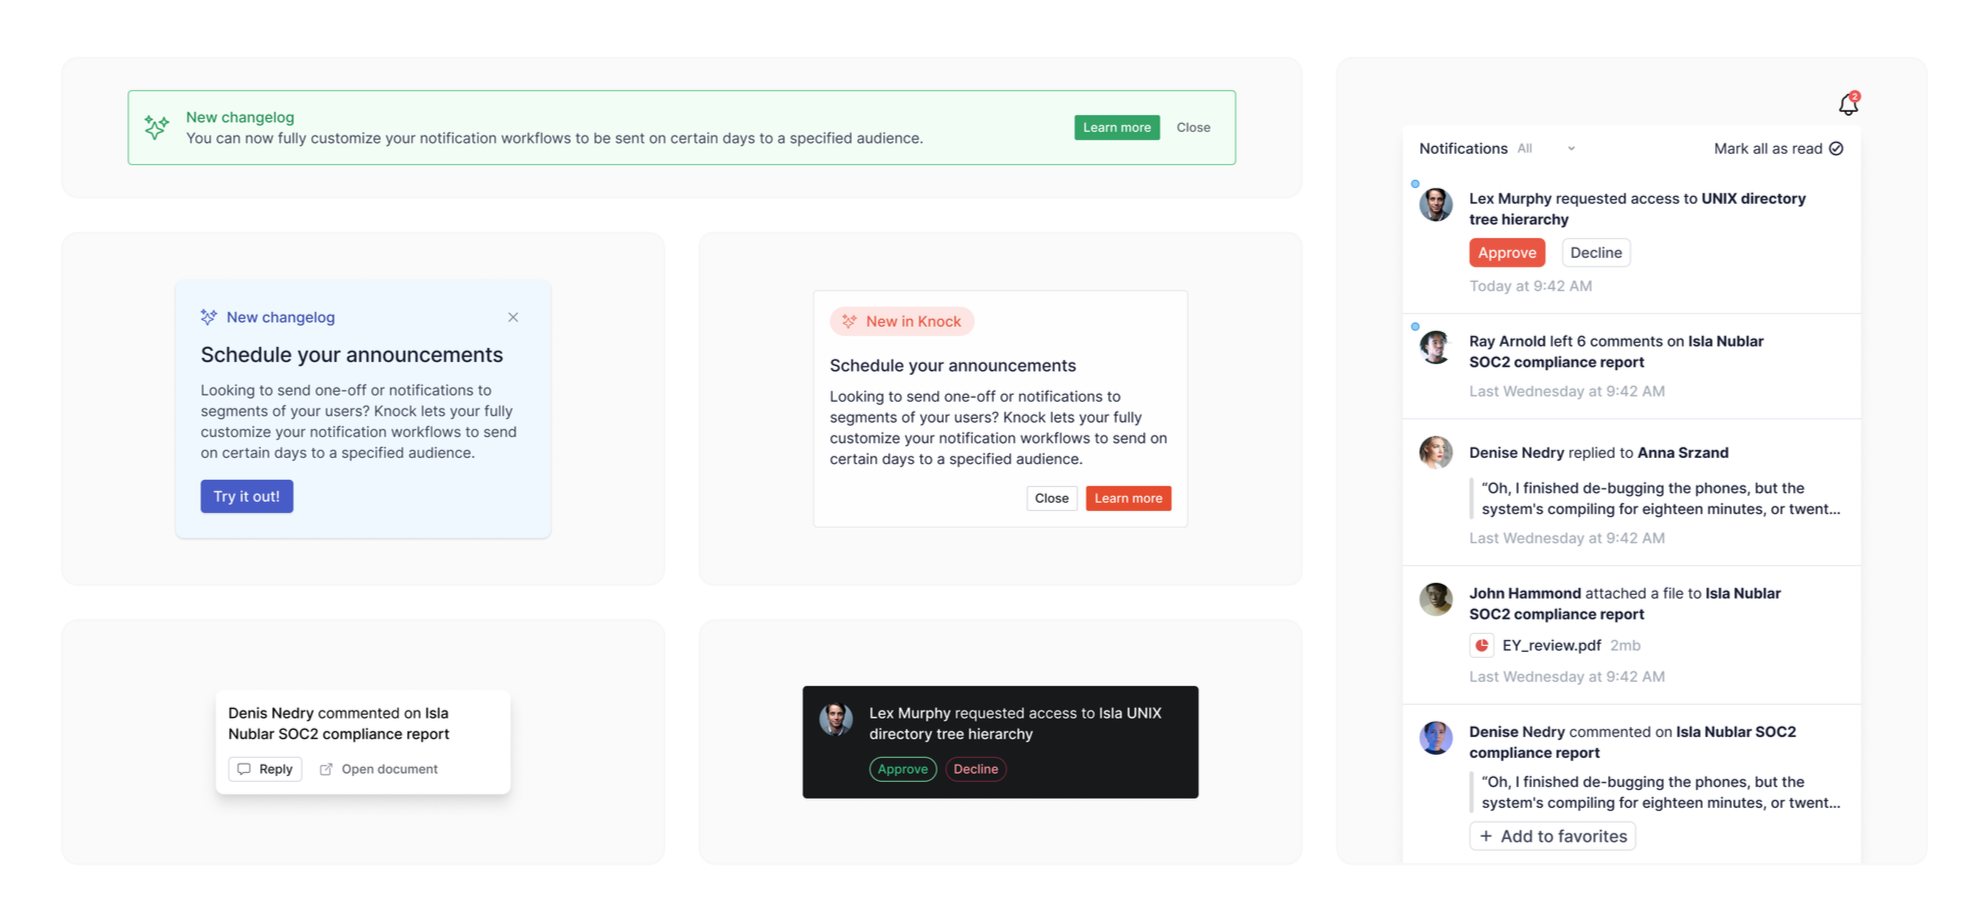 New changelog
You can now fully customize your notification workflows to be sent on certain days to a specified audience.
Learn more Close
New changelog
Schedule your announcements
Looking to send one-off or notifications to
segments of your users? Knock lets your fully
customize your notification workflows to send
on certain days to a specified audience.
Try it out!
New in Knock
Schedule your announcements
Looking to send one-off or notifications to
segments of your users? Knock lets your fully
customize your notification workflows to send on
certain days to a specified audience.
Close Learn more
Denis Nedry commented on Isla
Nublar SOC2 compliance report
Reply Open document
Lex Murphy requested access to Isla UNIX
directory tree hierarchy
Approve Decline
2
Notifications All Mark all as read
Lex Murphy requested access to UNIX directory
tree hierarchy
Approve Decline
Today at 9:42 AM
Ray Arnold left 6 comments on Isla Nublar
SOC2 compliance report
Last Wednesday at 9:42 AM
Denise Nedry replied to Anna Srzand
“Oh, I finished de-bugging the phones, but the
system's compiling for eighteen minutes, or twent...
Last Wednesday at 9:42 AM
John Hammond attached a file to Isla Nublar
SOC2 compliance report
EY_review.pdf 2mb
Last Wednesday at 9:42 AM
Denise Nedry commented on Isla Nublar SOC2
compliance report
“Oh, I finished de-bugging the phones, but the
system's compiling for eighteen minutes, or twent...
+ Add to favorites